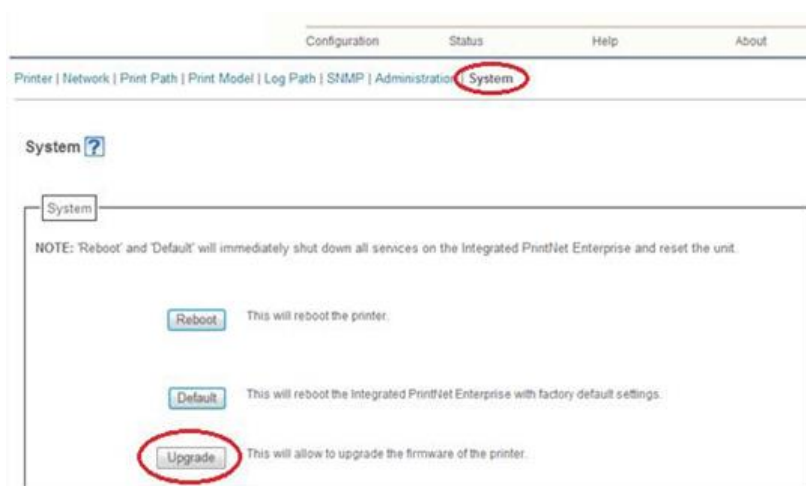 Configuration Status Help About
Printer | Network | Print Path | Print Model | Log Path | SNMP | Administration | System
System ?
System
NOTE: 'Reboot' and 'Default' will immediately shut down all services on the Integrated PrintNet Enterprise and reset the unit.
Reboot This will reboot the printer.
Default This will reboot the Integrated PrintNet Enterprise with factory default settings.
Upgrade This will allow to upgrade the firmware of the printer.